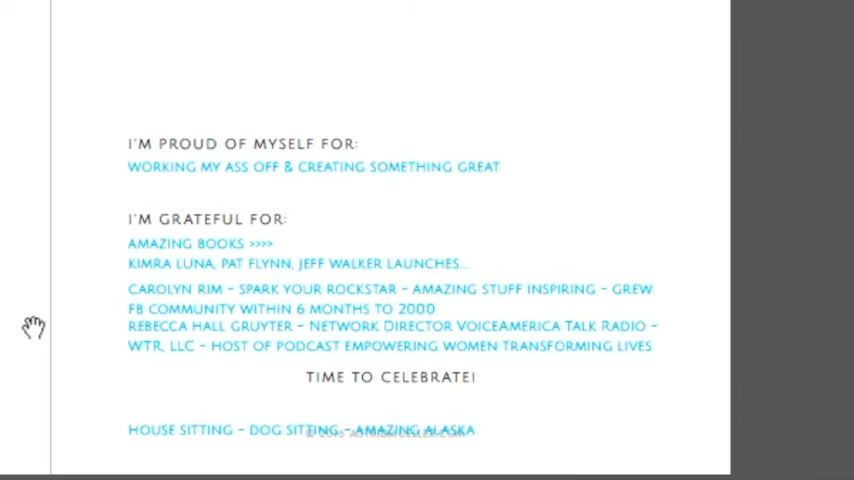 I'M PROUD OF MYSELF FOR:
WORKING MY ASS OFF & CREATING SOMETHING GREAT
I'M GRATEFUL FOR:
AMAZING BOOKS >>>>
KIMRA LUNA, PAT FLYNN, JEFF WALKER LAUNCHES...
CAROLYN RIM - SPARK YOUR ROCKSTAR - AMAZING STUFF INSPIRING - GREW
FB COMMUNITY WITHIN 6 MONTHS TO 2000
REBECCA HALL GRUYTER - NETWORK DIRECTOR VOICEAMERICA TALK RADIO -
WTR, LLC - HOST OF PODCAST EMPOWERING WOMEN TRANSFORMING LIVES
TIME TO CELEBRATE!
HOUSE SITTING - DOG SITTING - AMAZING ALASKA